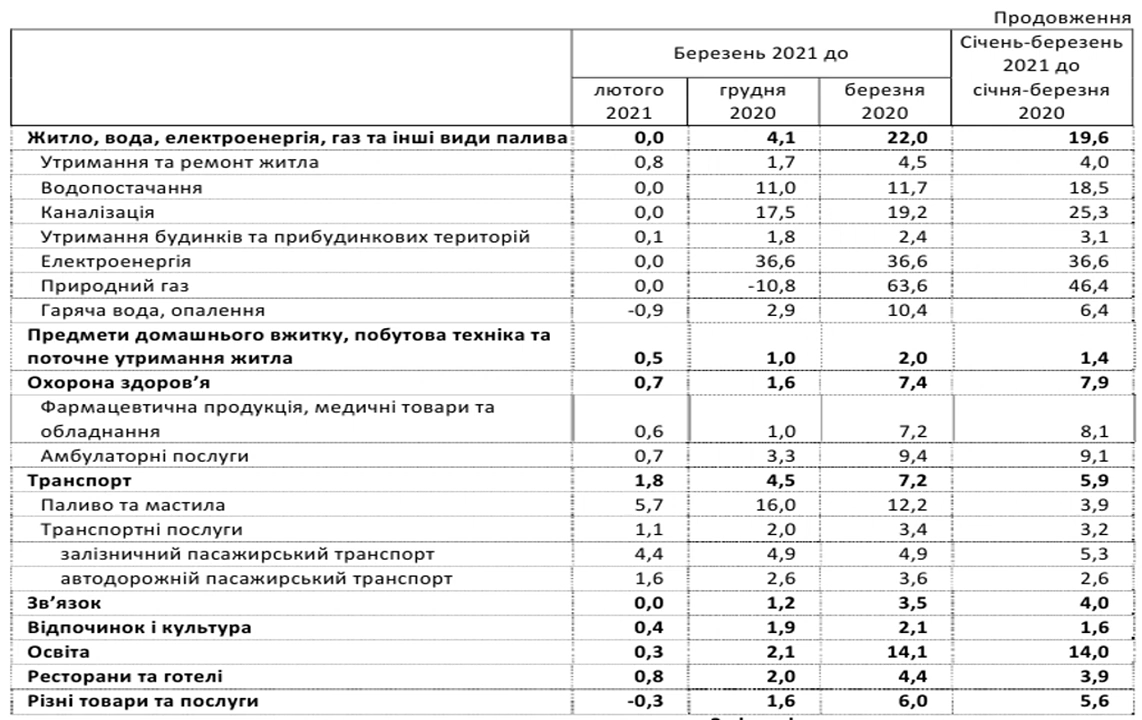 Продовження
Березень 2021 до
Січень-березень
2021 до
січня-березня
2020
лютого
2021
грудня
2020
березня
2020
Житло, вода, електроенергія, газ та інші види палива 0,0 4,1 22,0 19,6
Утримання та ремонт житла 0,8 1,7 4,5 4,0
Водопостачання 0,0 11,0 11,7 18,5
Каналізація 0,0 17,5 19,2 25,3
Утримання будинків та прибудинкових територій 0,1 1,8 2,4 3,1
Електроенергія 0,0 36,6 36,6 36,6
Природний газ 0,0 -10,8 63,6 46,4
Гаряча вода, опалення -0,9 2,9 10,4 6,4
Предмети домашнього вжитку, побутова техніка та
поточне утримання житла 0,5 1,0 2,0 1,4
Охорона здоров’я 0,7 1,6 7,4 7,9
Фармацевтична продукція, медичні товари та
обладнання 0,6 1,0 7,2 8,1
Амбулаторні послуги 0,7 3,3 9,4 9,1
Транспорт 1,8 4,5 7,2 5,9
Паливо та мастила 5,7 16,0 12,2 3,9
Транспортні послуги 1,1 2,0 3,4 3,2
залізничний пасажирський транспорт 4,4 4,9 4,9 5,3
автодорожній пасажирський транспорт 1,6 2,6 3,6 2,6
Зв’язок 0,0 1,2 3,5 4,0
Відпочинок і культура 0,4 1,9 2,1 1,6
Освіта 0,3 2,1 14,1 14,0
Ресторани та готелі 0,8 2,0 4,4 3,9
Різні товари та послуги -0,3 1,6 6,0 5,6